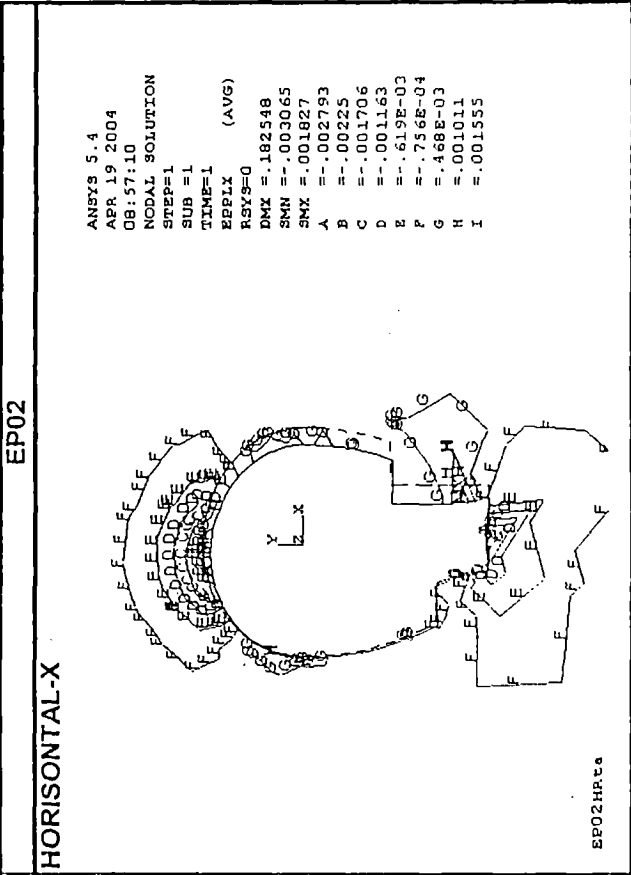 EP02
HORISONTAL-X
ANSYS 5.4
APR 19 2004
08:57:10
NODAL SOLUTION
STEP=1
SUB =1
TIME=1
EPPLX (AVG)
RSYS=0
DMX =.182548
SMN =-.003065
SMX =.001827
A =-.002793
B =-.00225
C =-.001706
D =-.001163
E =-.619E-03
F =-.756E-04
G =.468E-03
H =.001011
I =.001555
Y
Z X
EP02HR.ta